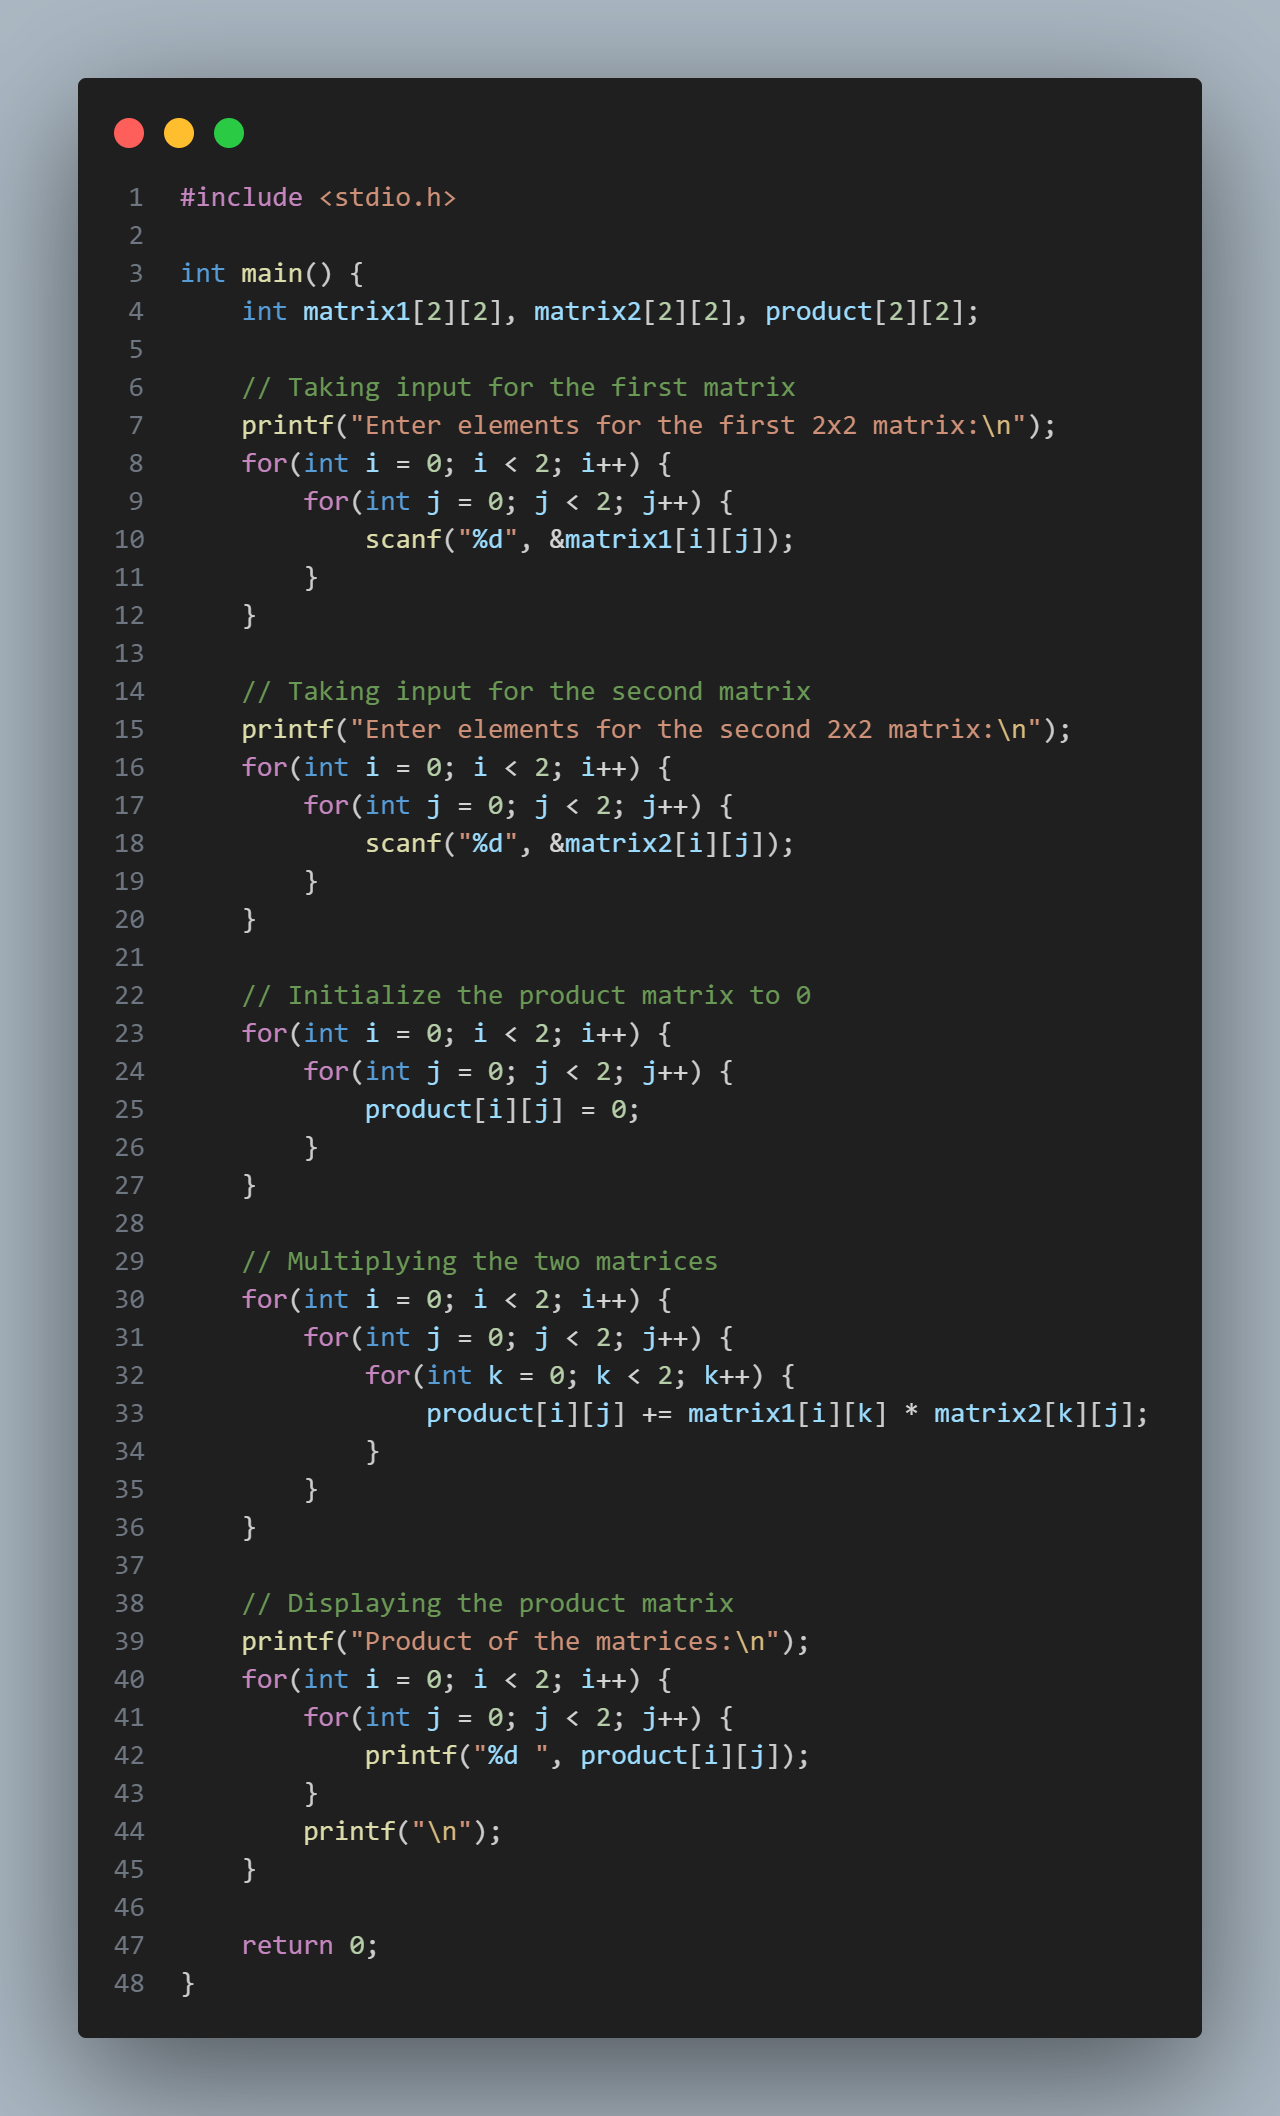 1 #include <stdio.h>
2
3 int main() {
4     int matrix1[2][2], matrix2[2][2], product[2][2];
5
6     // Taking input for the first matrix
7     printf("Enter elements for the first 2x2 matrix:\n");
8     for(int i = 0; i < 2; i++) {
9         for(int j = 0; j < 2; j++) {
10             scanf("%d", &matrix1[i][j]);
11         }
12     }
13
14     // Taking input for the second matrix
15     printf("Enter elements for the second 2x2 matrix:\n");
16     for(int i = 0; i < 2; i++) {
17         for(int j = 0; j < 2; j++) {
18             scanf("%d", &matrix2[i][j]);
19         }
20     }
21
22     // Initialize the product matrix to 0
23     for(int i = 0; i < 2; i++) {
24         for(int j = 0; j < 2; j++) {
25             product[i][j] = 0;
26         }
27     }
28
29     // Multiplying the two matrices
30     for(int i = 0; i < 2; i++) {
31         for(int j = 0; j < 2; j++) {
32             for(int k = 0; k < 2; k++) {
33                 product[i][j] += matrix1[i][k] * matrix2[k][j];
34             }
35         }
36     }
37
38     // Displaying the product matrix
39     printf("Product of the matrices:\n");
40     for(int i = 0; i < 2; i++) {
41         for(int j = 0; j < 2; j++) {
42             printf("%d ", product[i][j]);
43         }
44         printf("\n");
45     }
46
47     return 0;
48 }